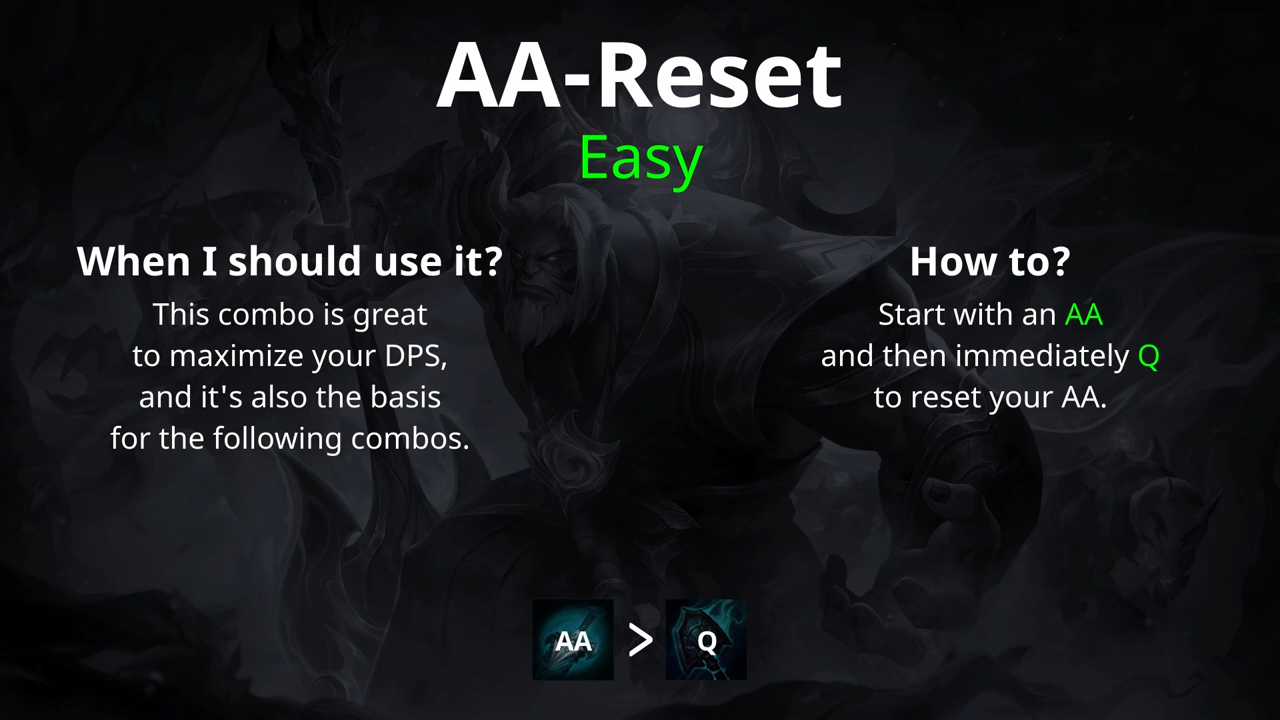 AA-Reset
Easy
When I should use it?
This combo is great
to maximize your DPS,
and it's also the basis
for the following combos.
How to?
Start with an AA
and then immediately Q
to reset your AA.
AA > Q